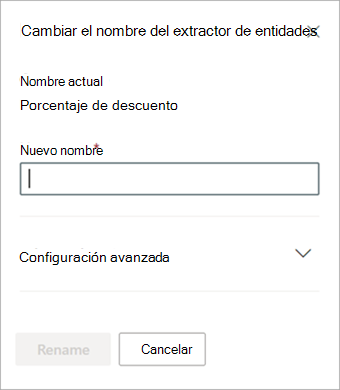 Cambiar el nombre del extractor de entidades
Nombre actual
Porcentaje de descuento
Nuevo nombre*
Configuración avanzada
Rename
Cancelar